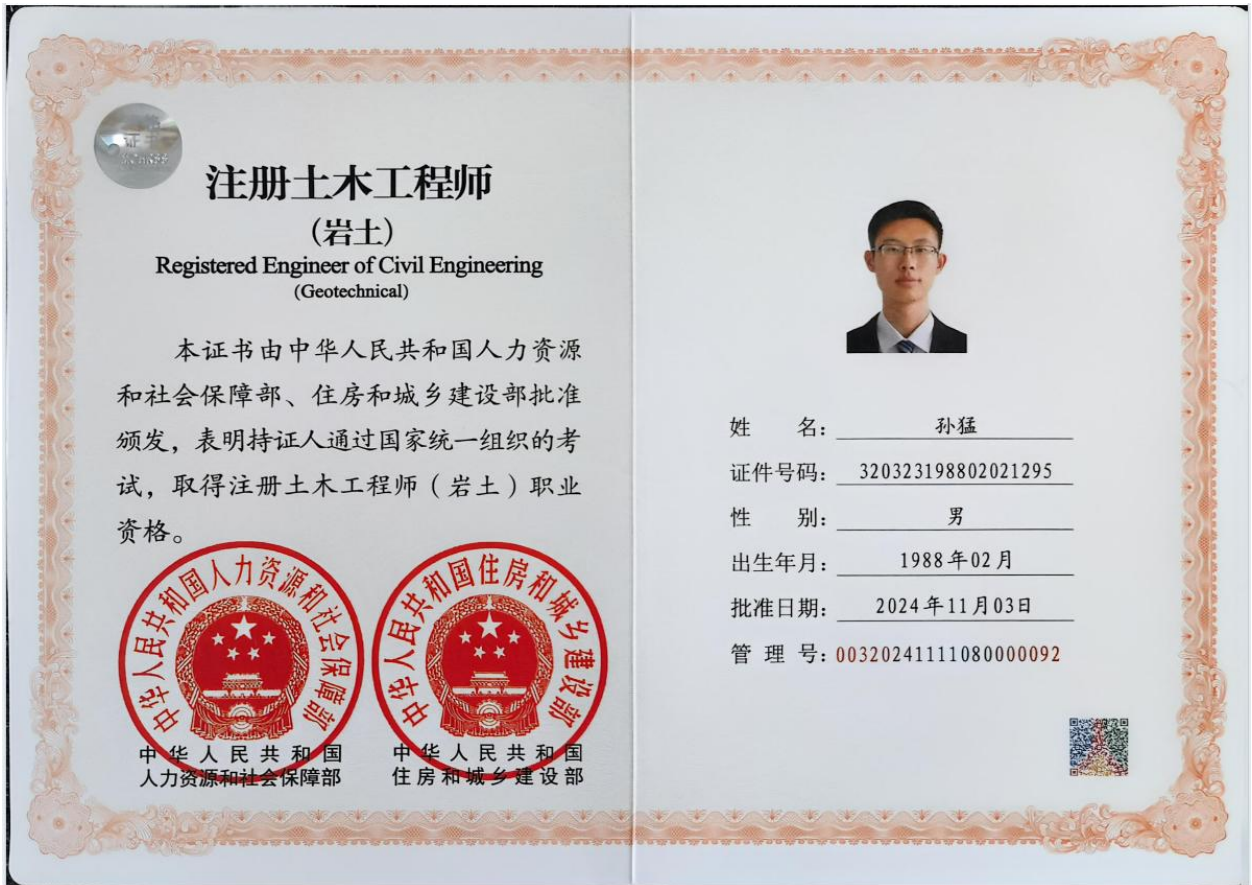 注册土木工程师
（岩土）
Registered Engineer of Civil Engineering
(Geotechnical)
本证书由中华人民共和国人力资源
和社会保障部、住房和城乡建设部批准
颁发，表明持证人通过国家统一组织的考
试，取得注册土木工程师（岩土）职业
资格。
中华人民共和国人力资源和社会保障部
中华人民共和国住房和城乡建设部
中华人民共和国
人力资源和社会保障部
中华人民共和国
住房和城乡建设部
姓 名：孙猛
证件号码：320323198802021295
性 别：男
出生年月：1988年02月
批准日期：2024年11月03日
管 理 号：00320241111080000092